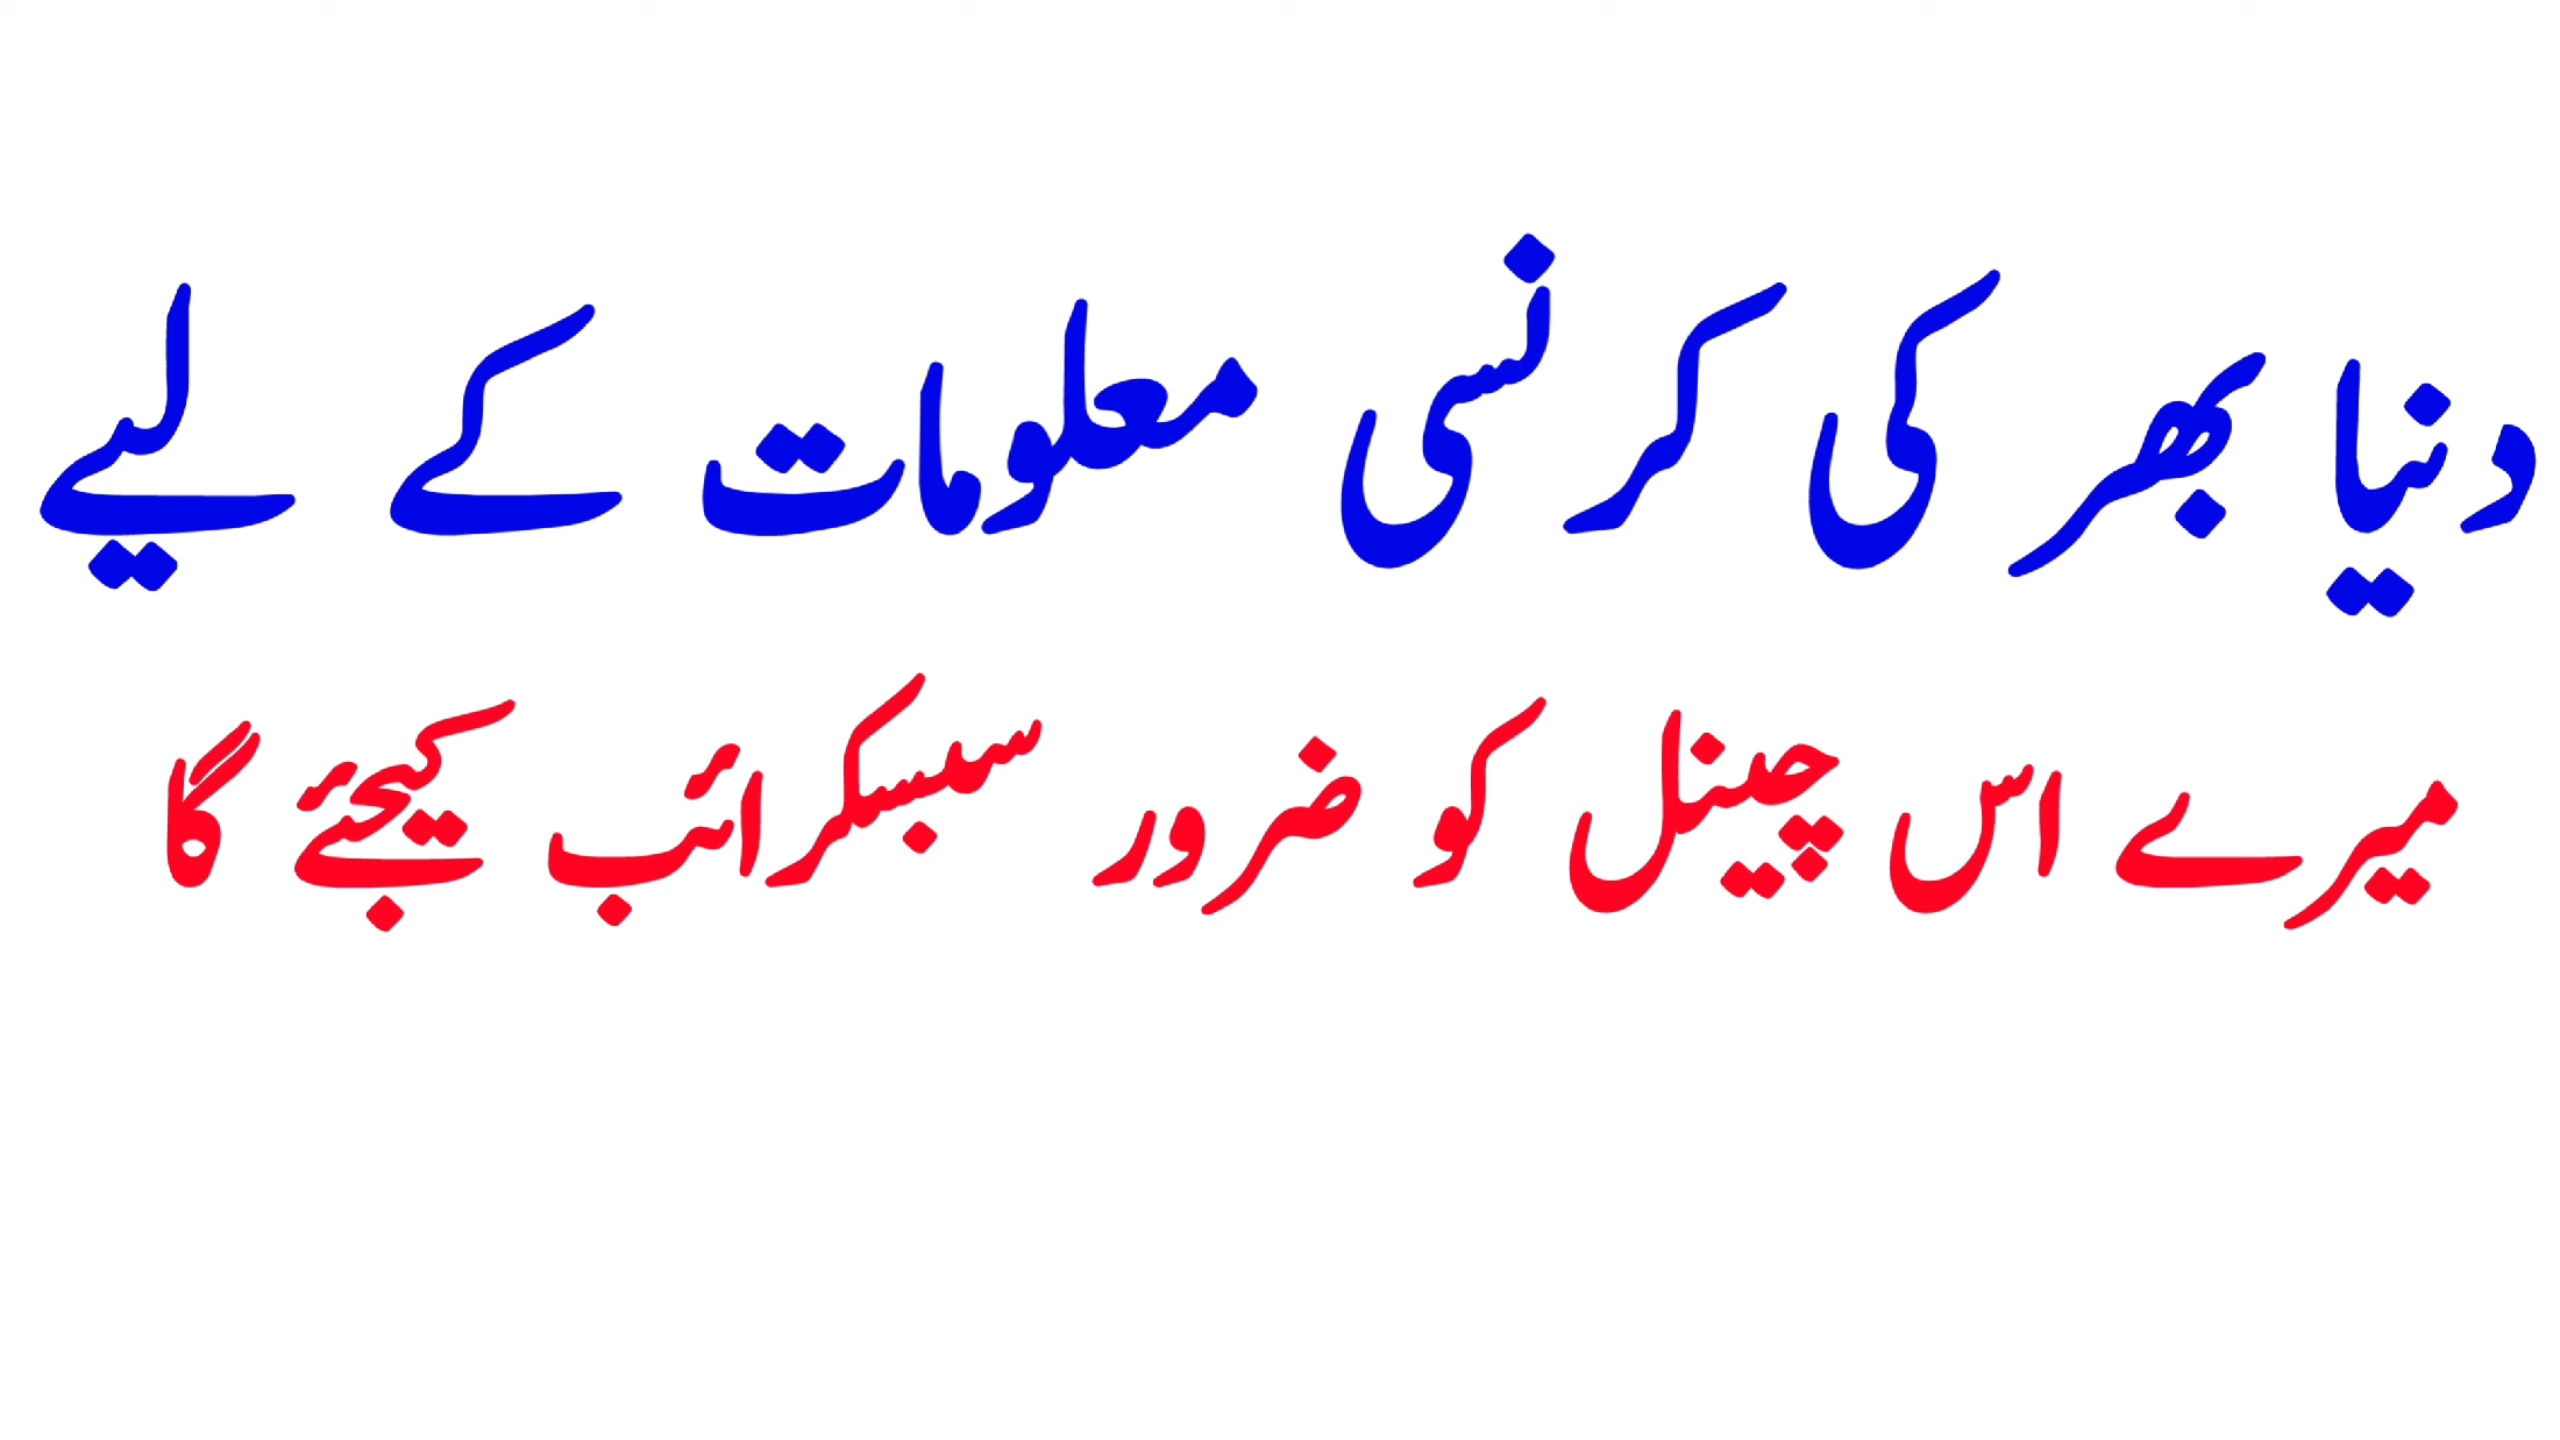 دنیا بھر کی کرنسی معلومات کے لیے
میرے اس چینل کو ضرور سبسکرائب کیجئے گا